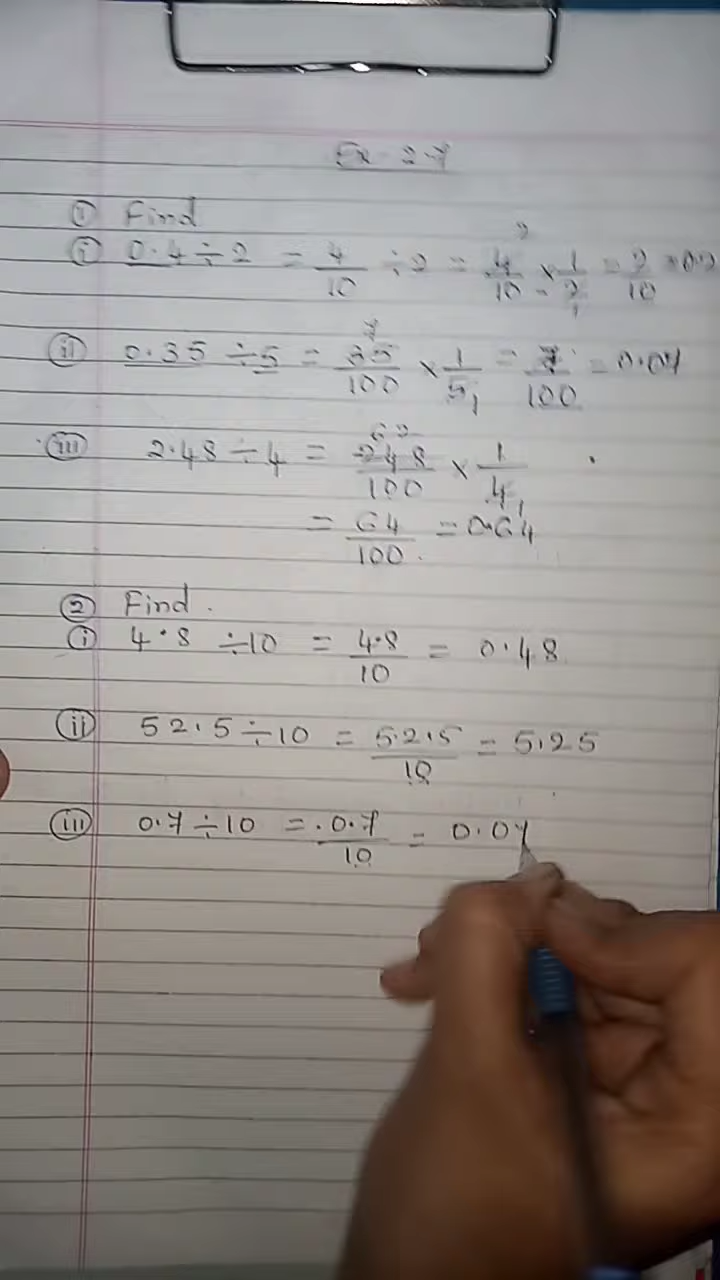 Ex - 2.7
① Find
ⓘ 0.4 ÷ 2 = 4/10 ÷ 2 = 4/10 × 1/2 = 2/10 = 0.2
ⓘⓘ 0.35 ÷ 5 = 35/100 × 1/5 = 7/100 = 0.07
ⓘⓘⓘ 2.48 ÷ 4 = 248/100 × 1/4
= 64/100 = 0.64
② Find.
ⓘ 4.8 ÷ 10 = 4.8/10 = 0.48
ⓘⓘ 52.5 ÷ 10 = 52.5/10 = 5.25
ⓘⓘⓘ 0.7 ÷ 10 = 0.7/10 = 0.07